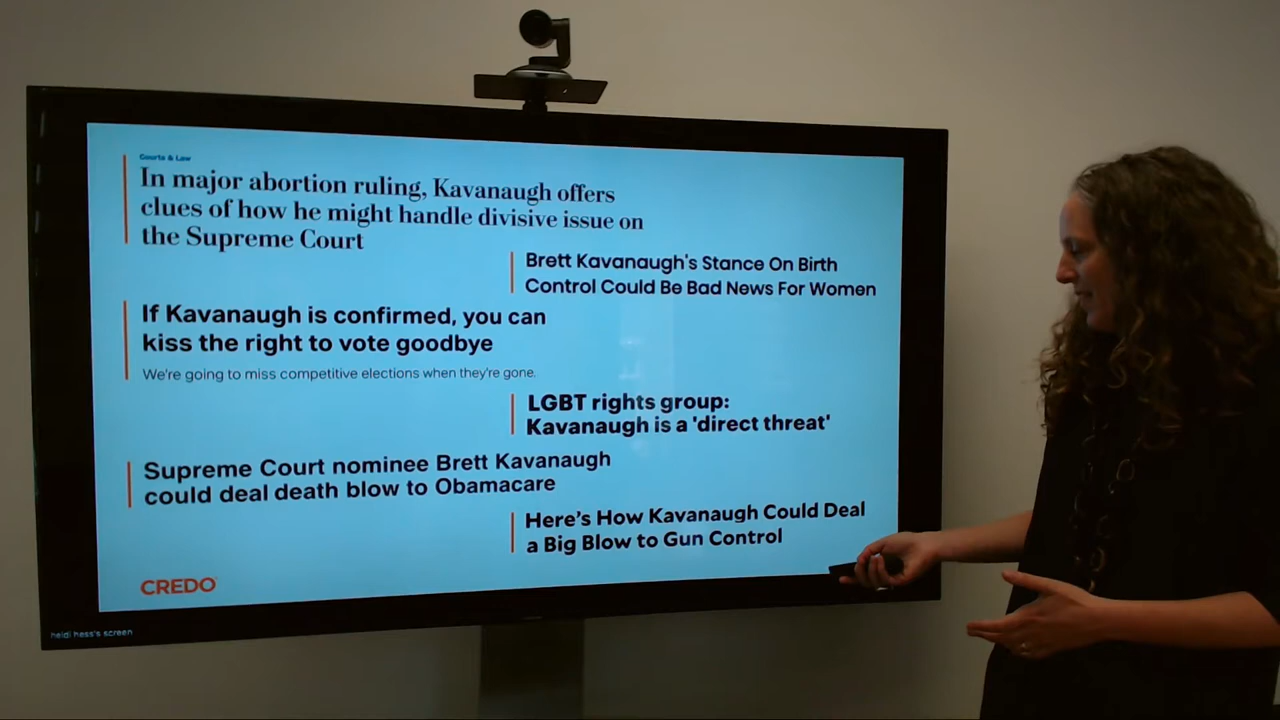 Courts & Law
In major abortion ruling, Kavanaugh offers
clues of how he might handle divisive issue on
the Supreme Court
Brett Kavanaugh's Stance On Birth
Control Could Be Bad News For Women
If Kavanaugh is confirmed, you can
kiss the right to vote goodbye
We're going to miss competitive elections when they're gone.
LGBT rights group:
Kavanaugh is a 'direct threat'
Supreme Court nominee Brett Kavanaugh
could deal death blow to Obamacare
Here's How Kavanaugh Could Deal
a Big Blow to Gun Control
CREDO
heidi hess's screen